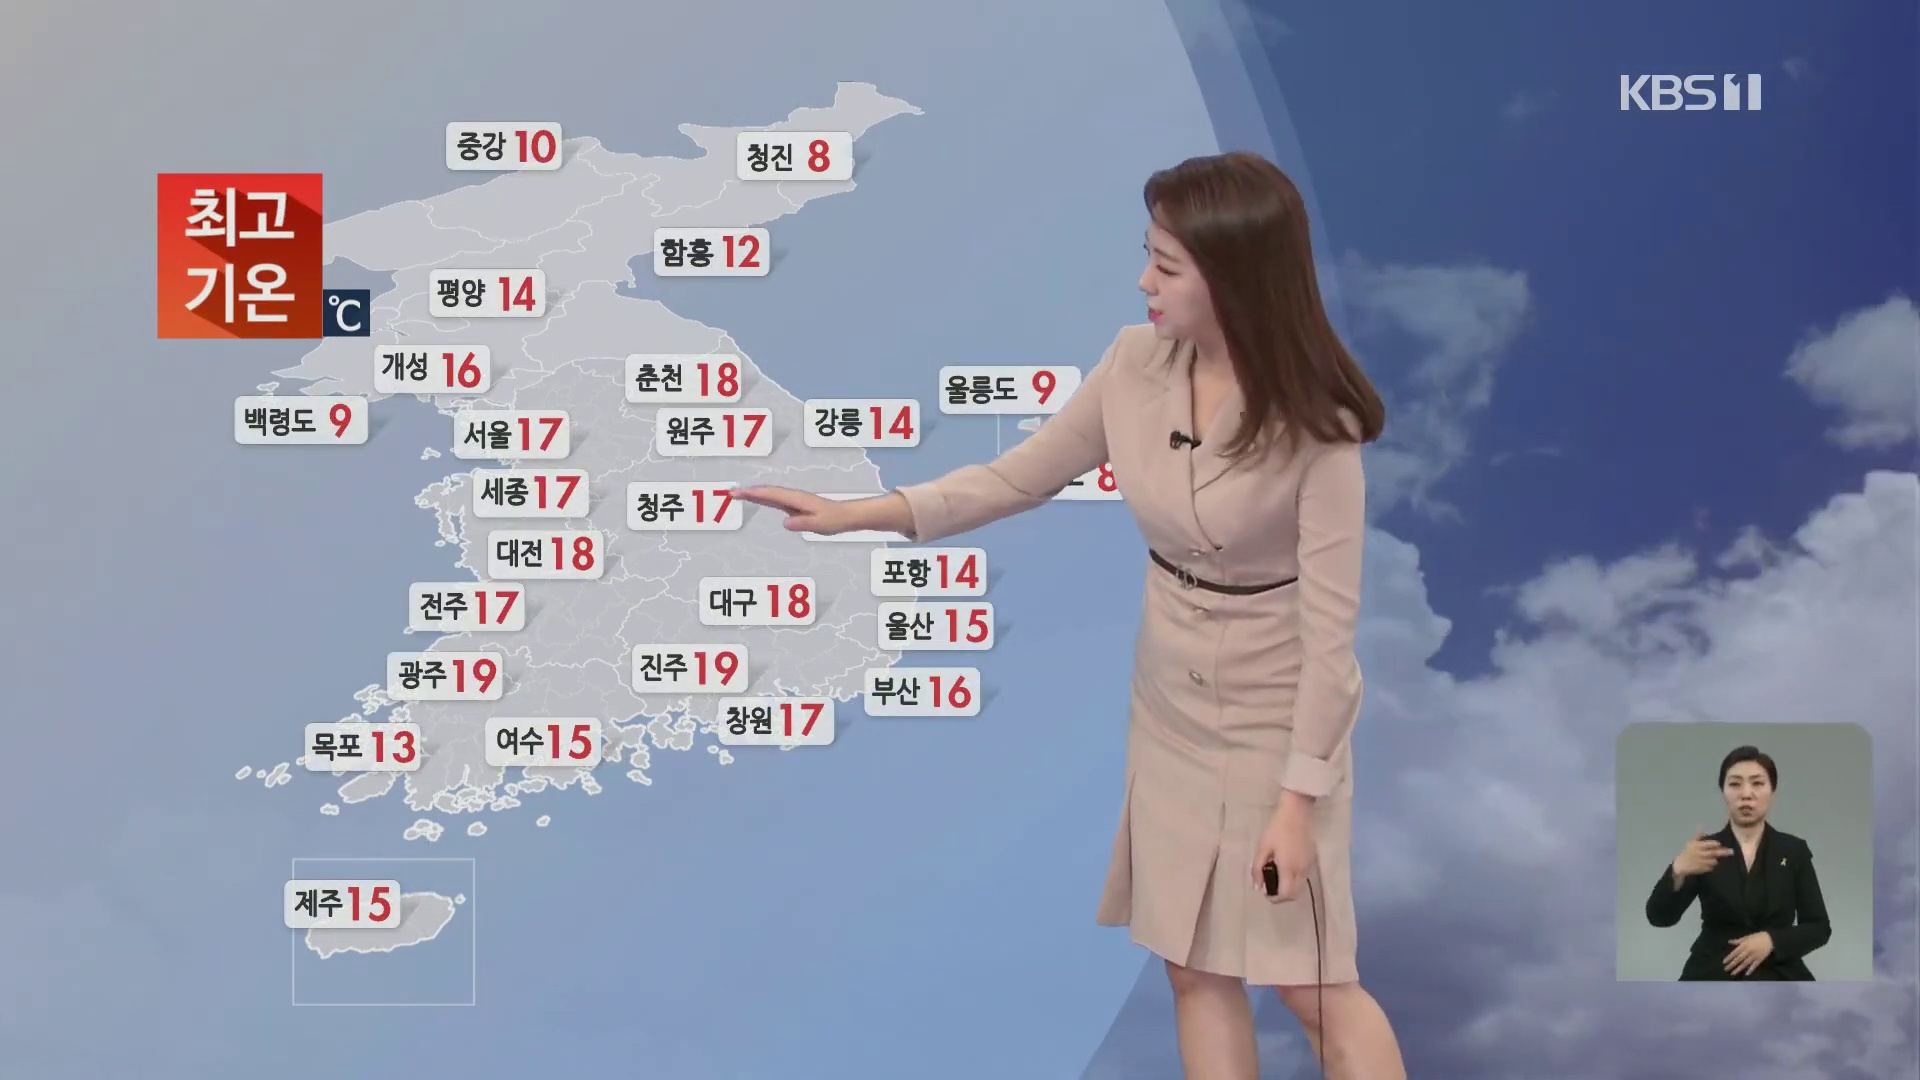 KBS 1
최고
기온
℃
중강 10
청진 8
함흥 12
평양 14
개성 16
백령도 9
춘천 18
서울 17
원주 17
강릉 14
울릉도 9
8
세종 17
청주 17
대전 18
포항 14
전주 17
대구 18
울산 15
광주 19
진주 19
부산 16
목포 13
여수 15
창원 17
제주 15